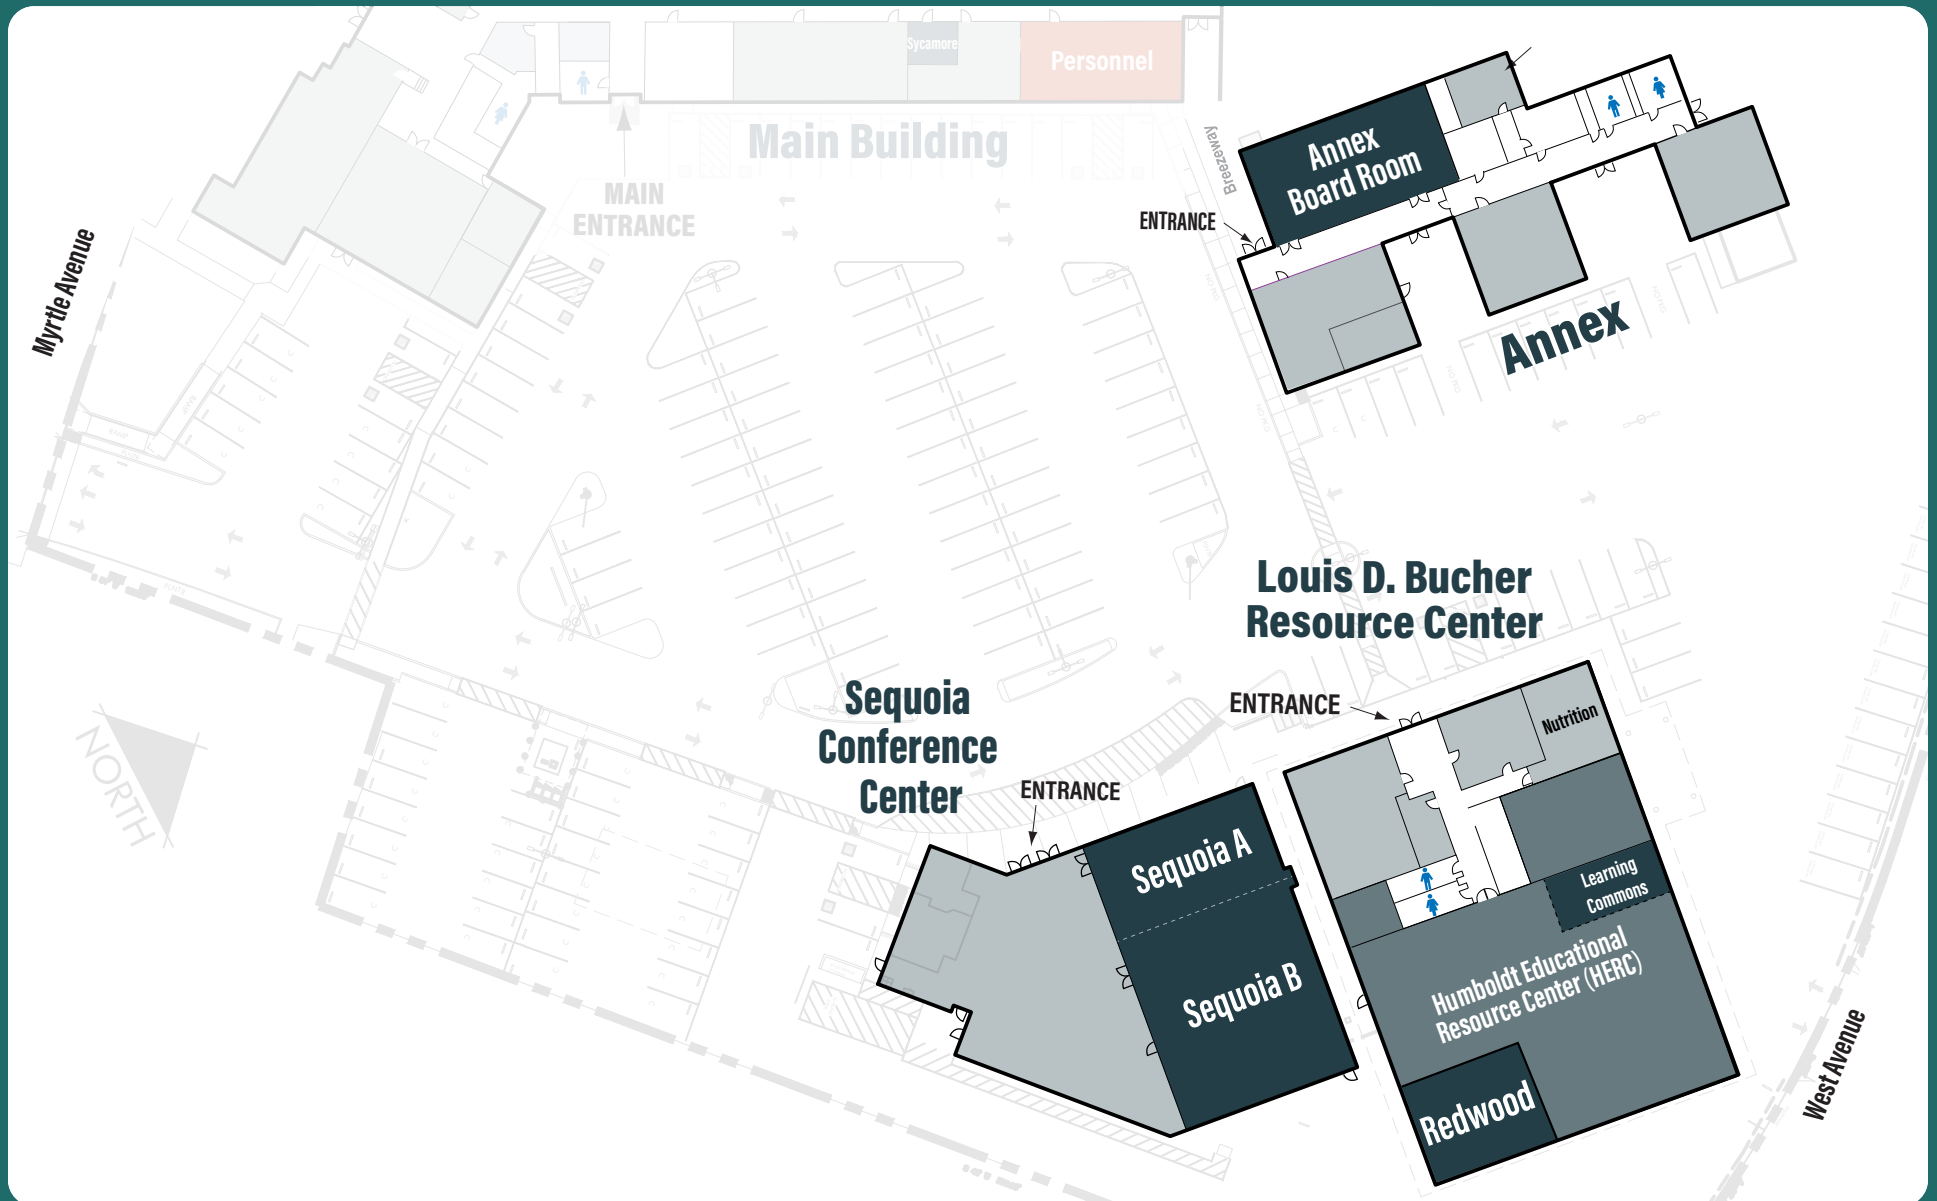 Sycamore
Personnel
Main Building
MAIN
ENTRANCE
Breezeway
Annex
Board Room
ENTRANCE
Annex
Myrtle Avenue
RAMP
Louis D. Bucher
Resource Center
ENTRANCE
Nutrition
Sequoia
Conference
Center
ENTRANCE
NORTH
Sequoia A
Sequoia B
Learning
Commons
Humboldt Educational
Resource Center (HERC)
Redwood
West Avenue